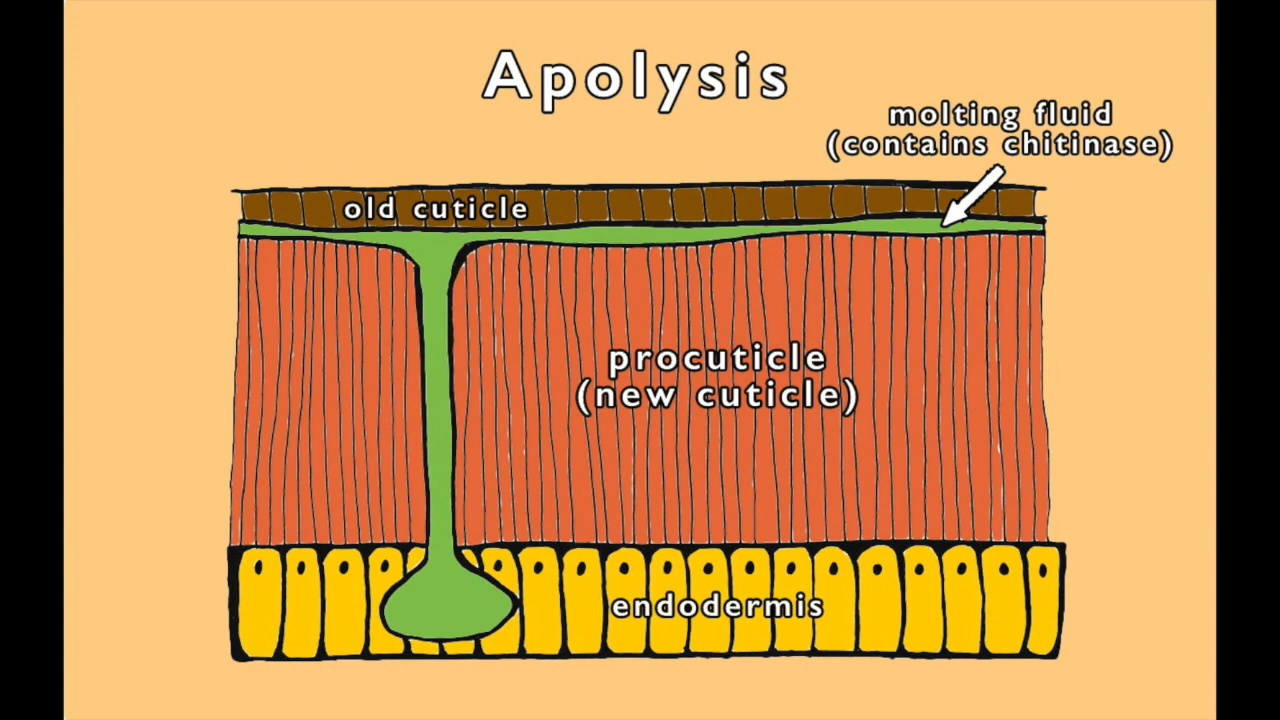 Apolysis
molting fluid
(contains chitinase)
old cuticle
procuticle
(new cuticle)
endodermis